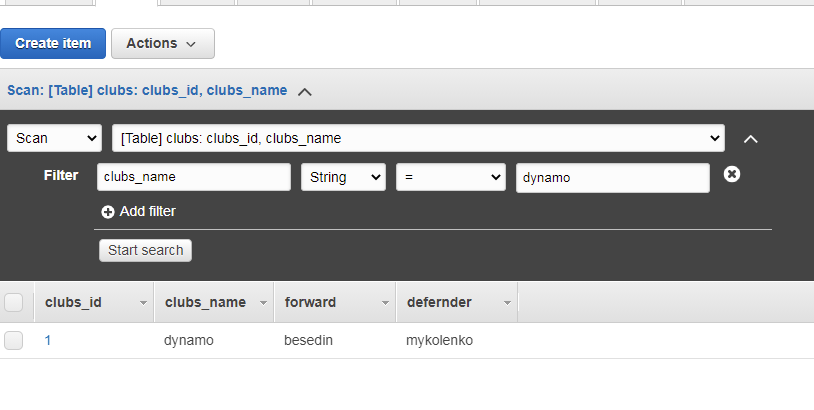 Create item Actions
Scan: [Table] clubs: clubs_id, clubs_name
Scan [Table] clubs: clubs_id, clubs_name
Filter clubs_name String = dynamo
Add filter
Start search
clubs_id clubs_name forward defernder
1 dynamo besedin mykolenko